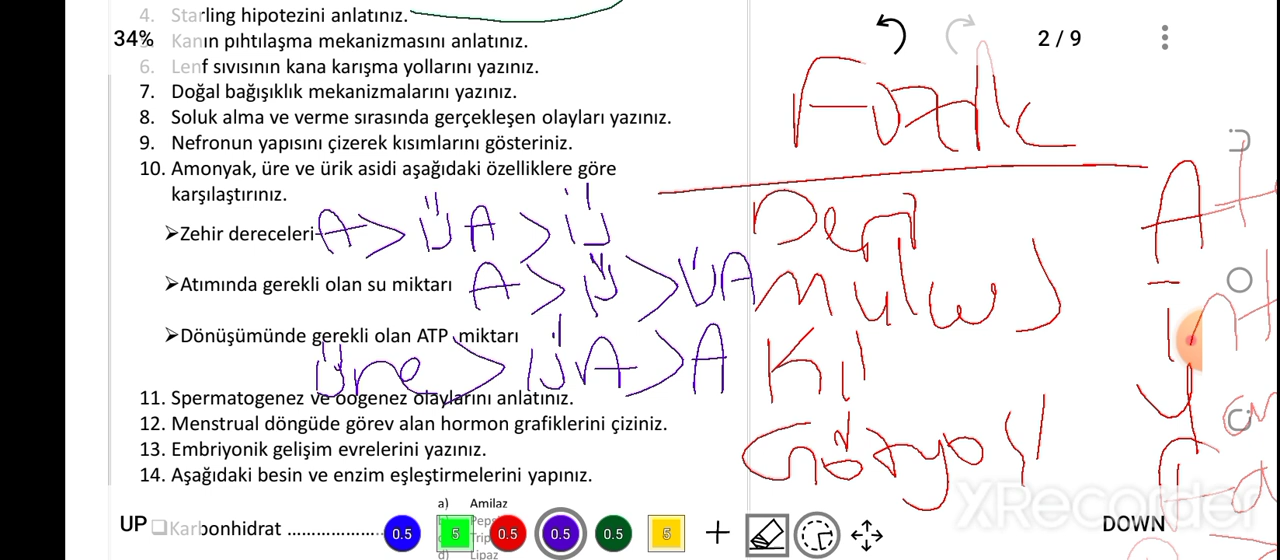 4. Starling hipotezini anlatınız.
34% Kanın pıhtılaşma mekanizmasını anlatınız.
2 / 9
6. Lenf sıvısının kana karışma yollarını yazınız.
7. Doğal bağışıklık mekanizmalarını yazınız.
8. Soluk alma ve verme sırasında gerçekleşen olayları yazınız.
9. Nefronun yapısını çizerek kısımlarını gösteriniz.
10. Amonyak, üre ve ürik asidi aşağıdaki özelliklere göre
karşılaştırınız.
➤Zehir dereceleri A > ÜA > Ü
➤Atımında gerekli olan su miktarı A > Ü > ÜA
➤Dönüşümünde gerekli olan ATP miktarı
Üre > ÜA > A
11. Spermatogenez ve oogenez olaylarını anlatınız.
12. Menstrual döngüde görev alan hormon grafiklerini çiziniz.
13. Embriyonik gelişim evrelerini yazınız.
14. Aşağıdaki besin ve enzim eşleştirmelerini yapınız.
a) Amilaz
UP ❑Karbonhidrat ...................
d) Lipaz
0.5 5 0.5 0.5 0.5 5
DOWN
Kıl
XRecorder